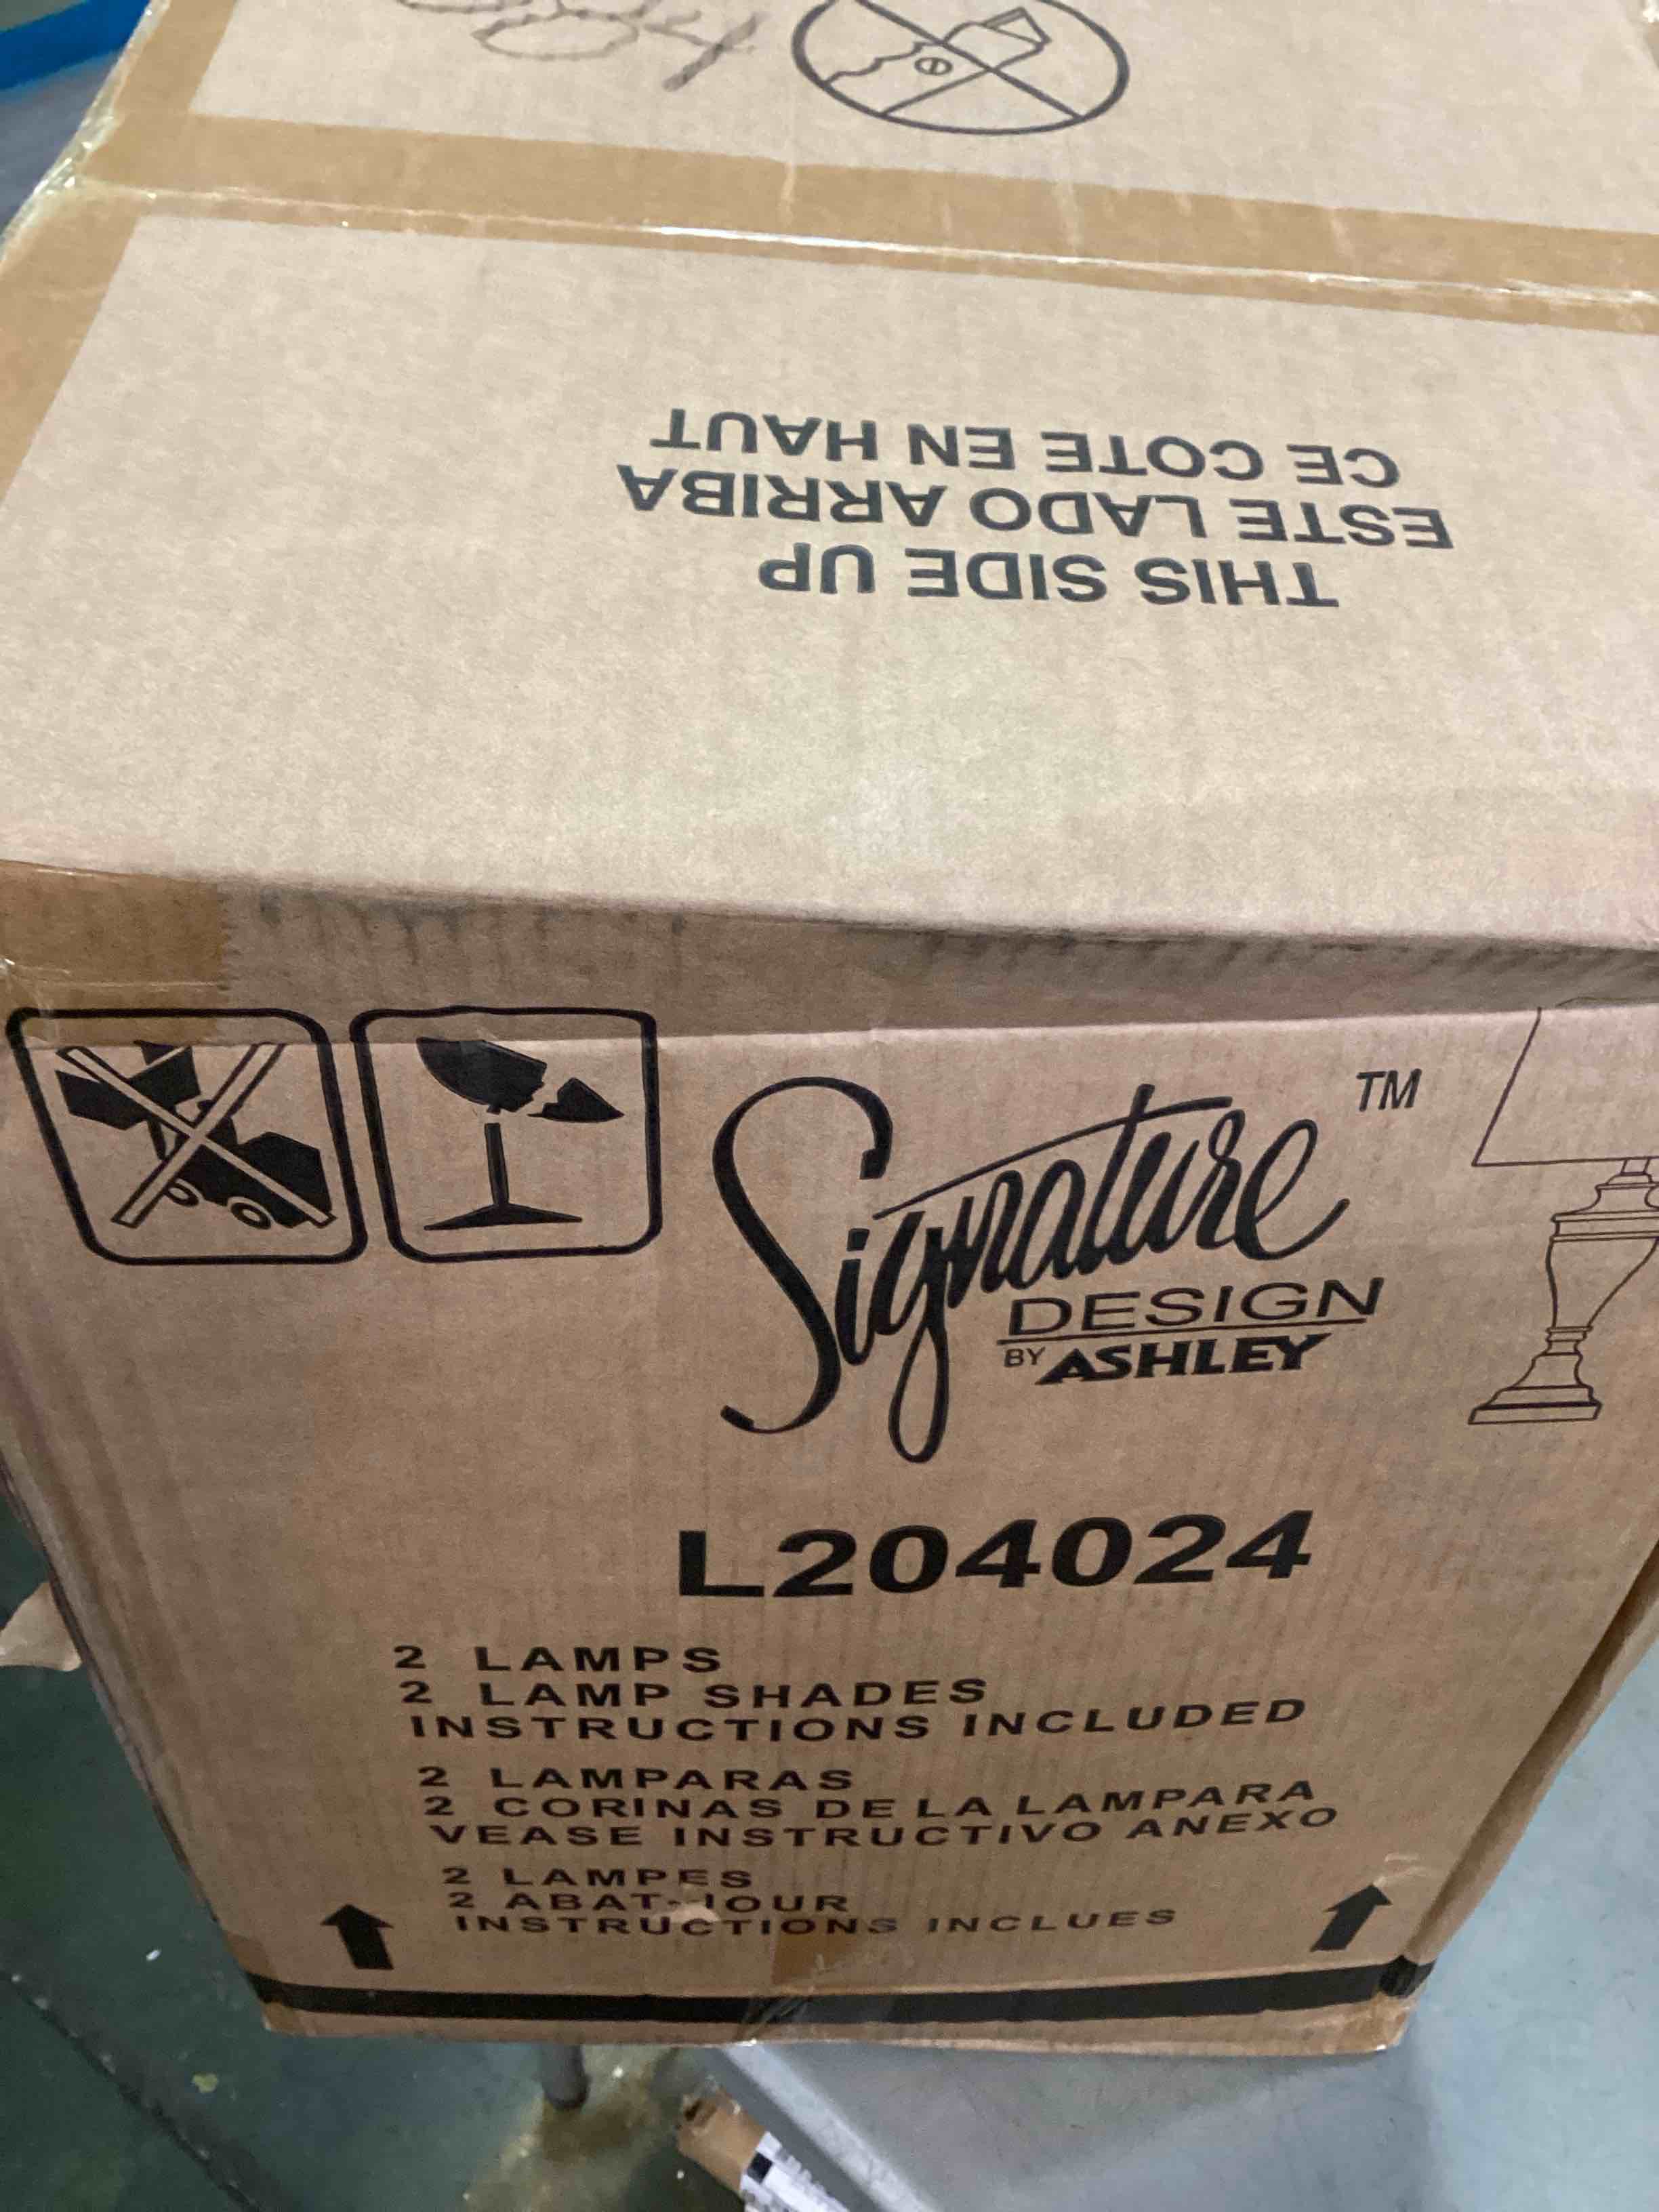 THIS SIDE UP
ESTE LADO ARRIBA
CE COTE EN HAUT
Signature TM
DESIGN
BY ASHLEY
L204024
2 LAMPS
2 LAMP SHADES
INSTRUCTIONS INCLUDED
2 LAMPARAS
2 CORINAS DE LA LAMPARA
VEASE INSTRUCTIVO ANEXO
2 LAMPES
2 ABAT-JOUR
INSTRUCTIONS INCLUES